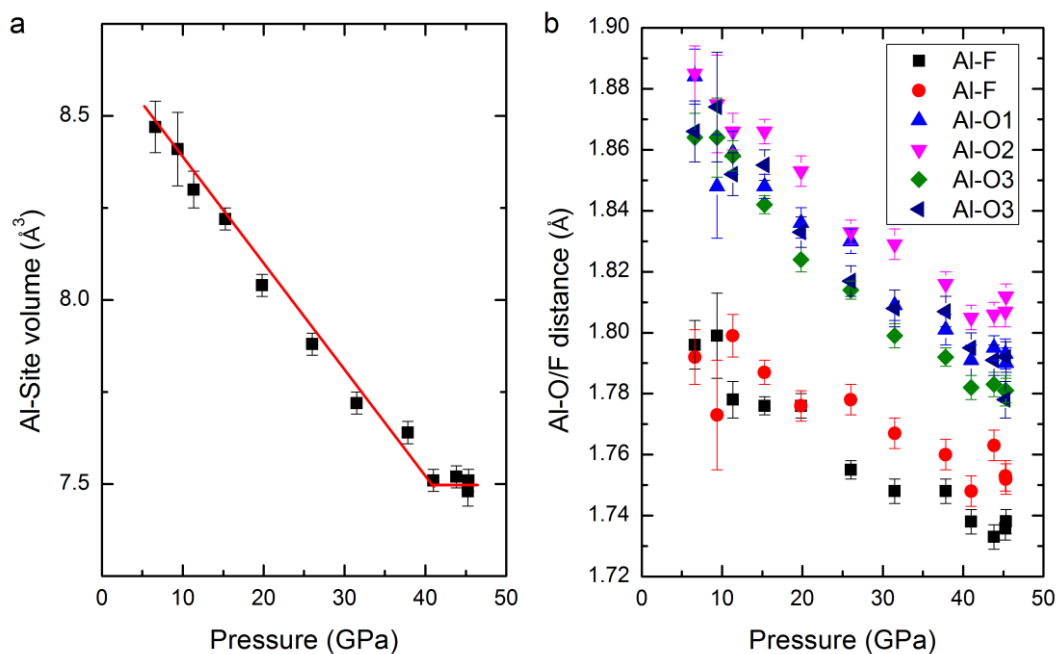 a
Al-Site volume (Å³)
8.5
8.0
7.5
0 10 20 30 40 50
Pressure (GPa)
b
Al-O/F distance (Å)
1.90
1.88
1.86
1.84
1.82
1.80
1.78
1.76
1.74
1.72
0 10 20 30 40 50
Pressure (GPa)
Al-F
Al-F
Al-O1
Al-O2
Al-O3
Al-O3